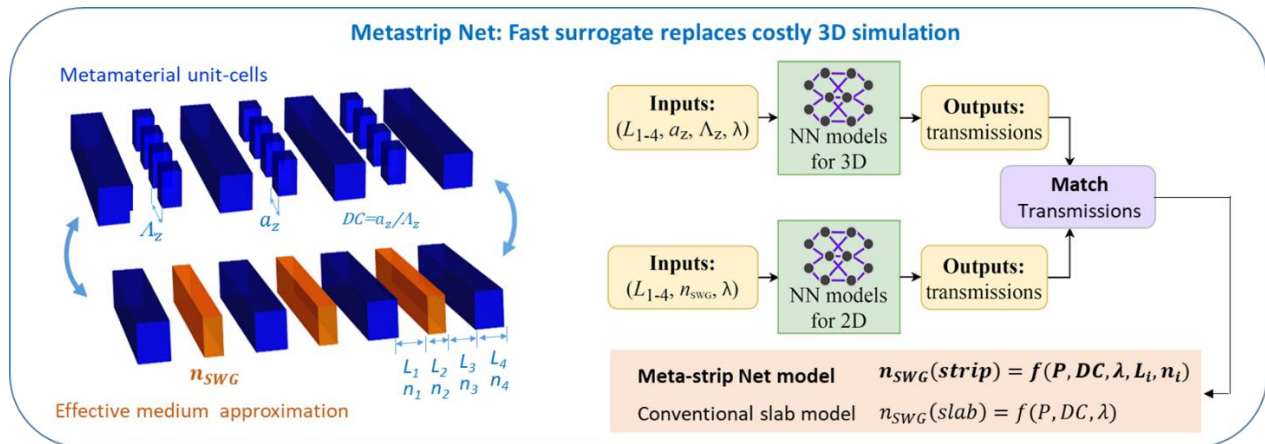 Metastrip Net: Fast surrogate replaces costly 3D simulation
Metamaterial unit-cells
Λz
az
DC=az/Λz
nSWG
L1 L2 L3 L4
n1 n2 n3 n4
Effective medium approximation
Inputs:
(L1-4, az, Λz, λ)
NN models
for 3D
Outputs:
transmissions
Match
Transmissions
Inputs:
(L1-4, nSWG, λ)
NN models
for 2D
Outputs:
transmissions
Meta-strip Net model nSWG(strip) = f(P, DC, λ, Li, ni)
Conventional slab model nSWG(slab) = f(P, DC, λ)